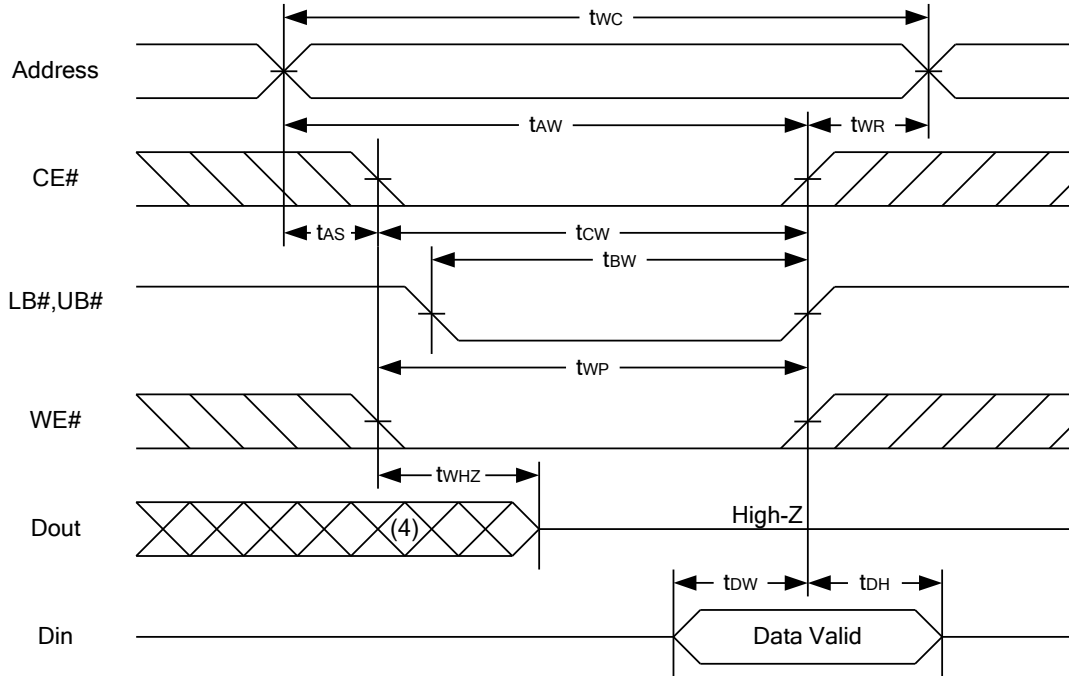 tWC
Address
tAW
tWR
CE#
tAS
tCW
tBW
LB#,UB#
tWP
WE#
tWHZ
Dout
(4)
High-Z
tDW
tDH
Din
Data Valid